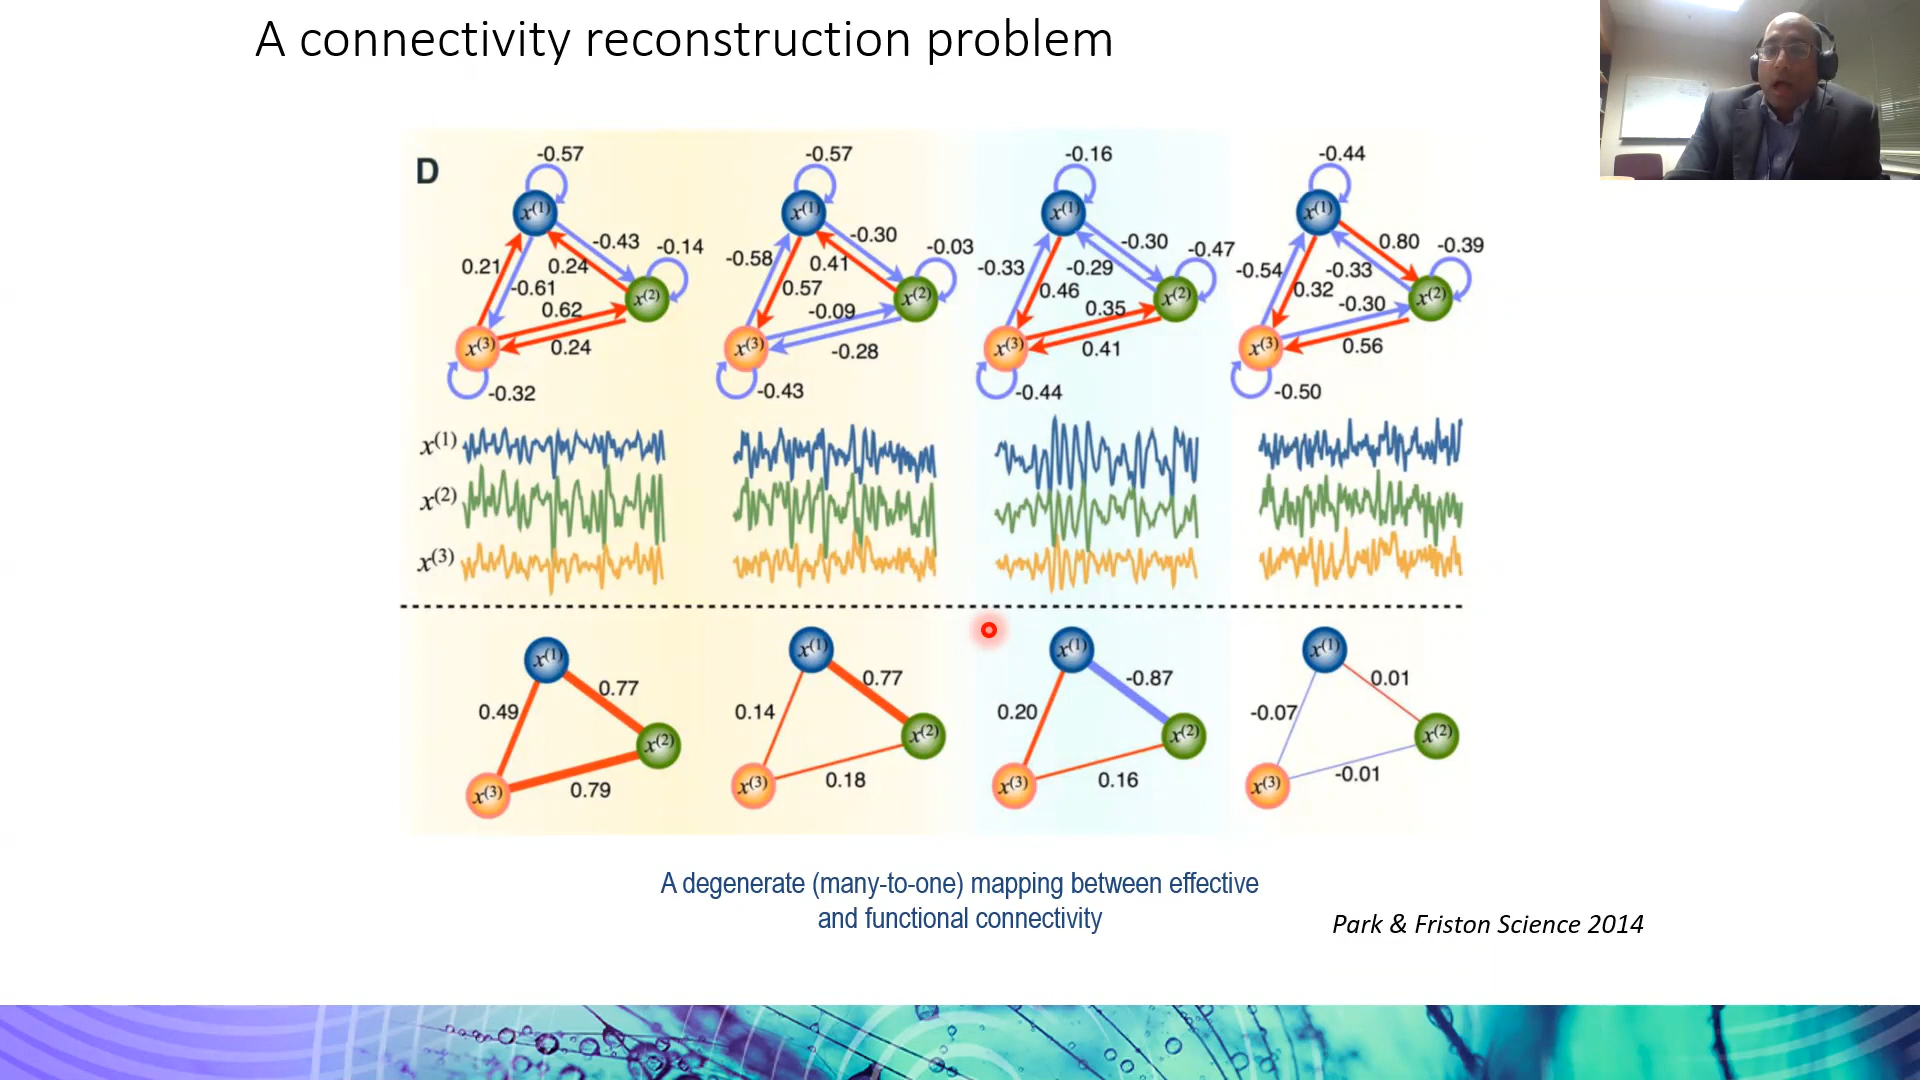 A connectivity reconstruction problem
D
-0.57 -0.57 -0.16 -0.44
x(1) x(1) x(1) x(1)
-0.43 -0.14 -0.30 -0.03 -0.30 -0.47 0.80 -0.39
0.21 0.24 -0.58 0.41 -0.33 -0.29 -0.54 -0.33
-0.61 x(2) 0.57 x(2) 0.46 x(2) 0.32 x(2)
0.62 -0.09 0.35 -0.30
x(3) 0.24 x(3) -0.28 x(3) 0.41 x(3) 0.56
-0.32 -0.43 -0.44 -0.50
x(1)
x(2)
x(3)
x(1) x(1) x(1) x(1)
0.77 0.77 -0.87 0.01
0.49 0.14 0.20 -0.07
x(2) x(2) x(2) x(2)
x(3) 0.79 x(3) 0.18 x(3) 0.16 x(3) -0.01
A degenerate (many-to-one) mapping between effective
and functional connectivity
Park & Friston Science 2014